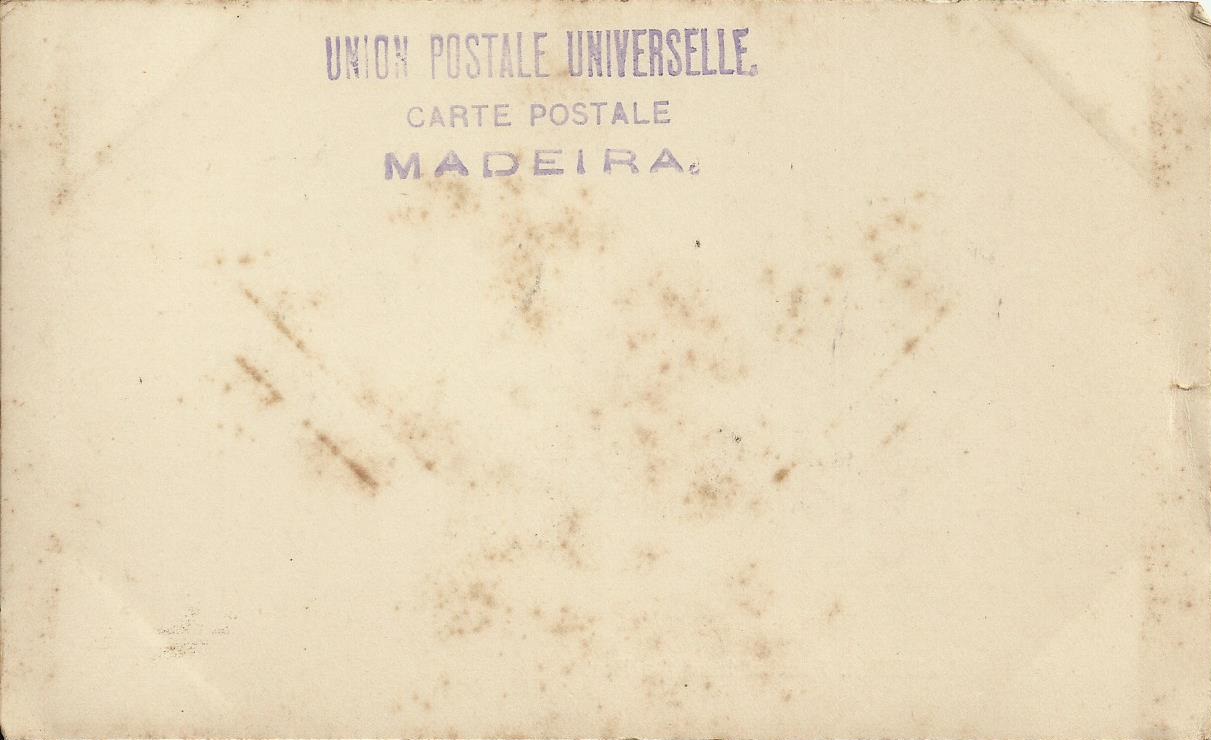 UNION POSTALE UNIVERSELLE.
CARTE POSTALE
MADEIRA.